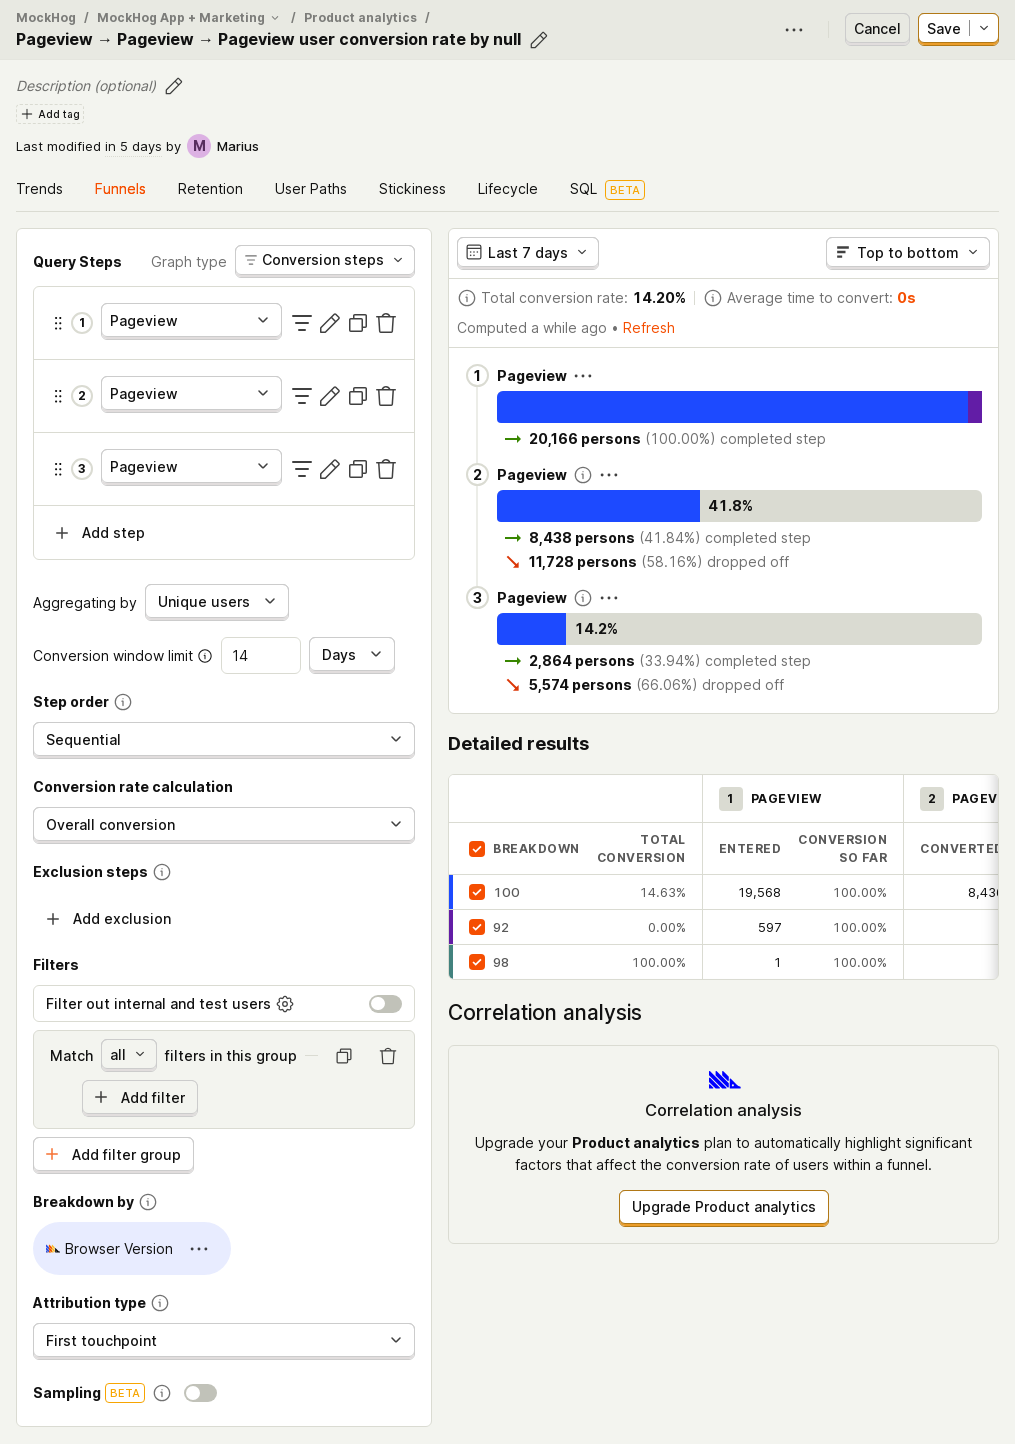 MockHog / MockHog App + Marketing / Product analytics /
Pageview → Pageview → Pageview user conversion rate by null
Cancel
Save
Description (optional)
Add tag
Last modified in 5 days by M Marius
Trends Funnels Retention User Paths Stickiness Lifecycle SQL BETA
Query Steps
Graph type Conversion steps
1 Pageview
2 Pageview
3 Pageview
Add step
Aggregating by Unique users
Conversion window limit 14 Days
Step order
Sequential
Conversion rate calculation
Overall conversion
Exclusion steps
Add exclusion
Filters
Filter out internal and test users
Match all filters in this group
Add filter
Add filter group
Breakdown by
Browser Version
Attribution type
First touchpoint
Sampling BETA
Last 7 days
Top to bottom
Total conversion rate: 14.20% Average time to convert: 0s
Computed a while ago • Refresh
1 Pageview
→ 20,166 persons (100.00%) completed step
2 Pageview
41.8%
→ 8,438 persons (41.84%) completed step
↘ 11,728 persons (58.16%) dropped off
3 Pageview
14.2%
→ 2,864 persons (33.94%) completed step
↘ 5,574 persons (66.06%) dropped off
Detailed results
1 PAGEVIEW 2 PAGEV
BREAKDOWN TOTAL CONVERSION ENTERED CONVERSION SO FAR CONVERTED
100 14.63% 19,568 100.00% 8,43
92 0.00% 597 100.00%
98 100.00% 1 100.00%
Correlation analysis
Correlation analysis
Upgrade your Product analytics plan to automatically highlight significant
factors that affect the conversion rate of users within a funnel.
Upgrade Product analytics